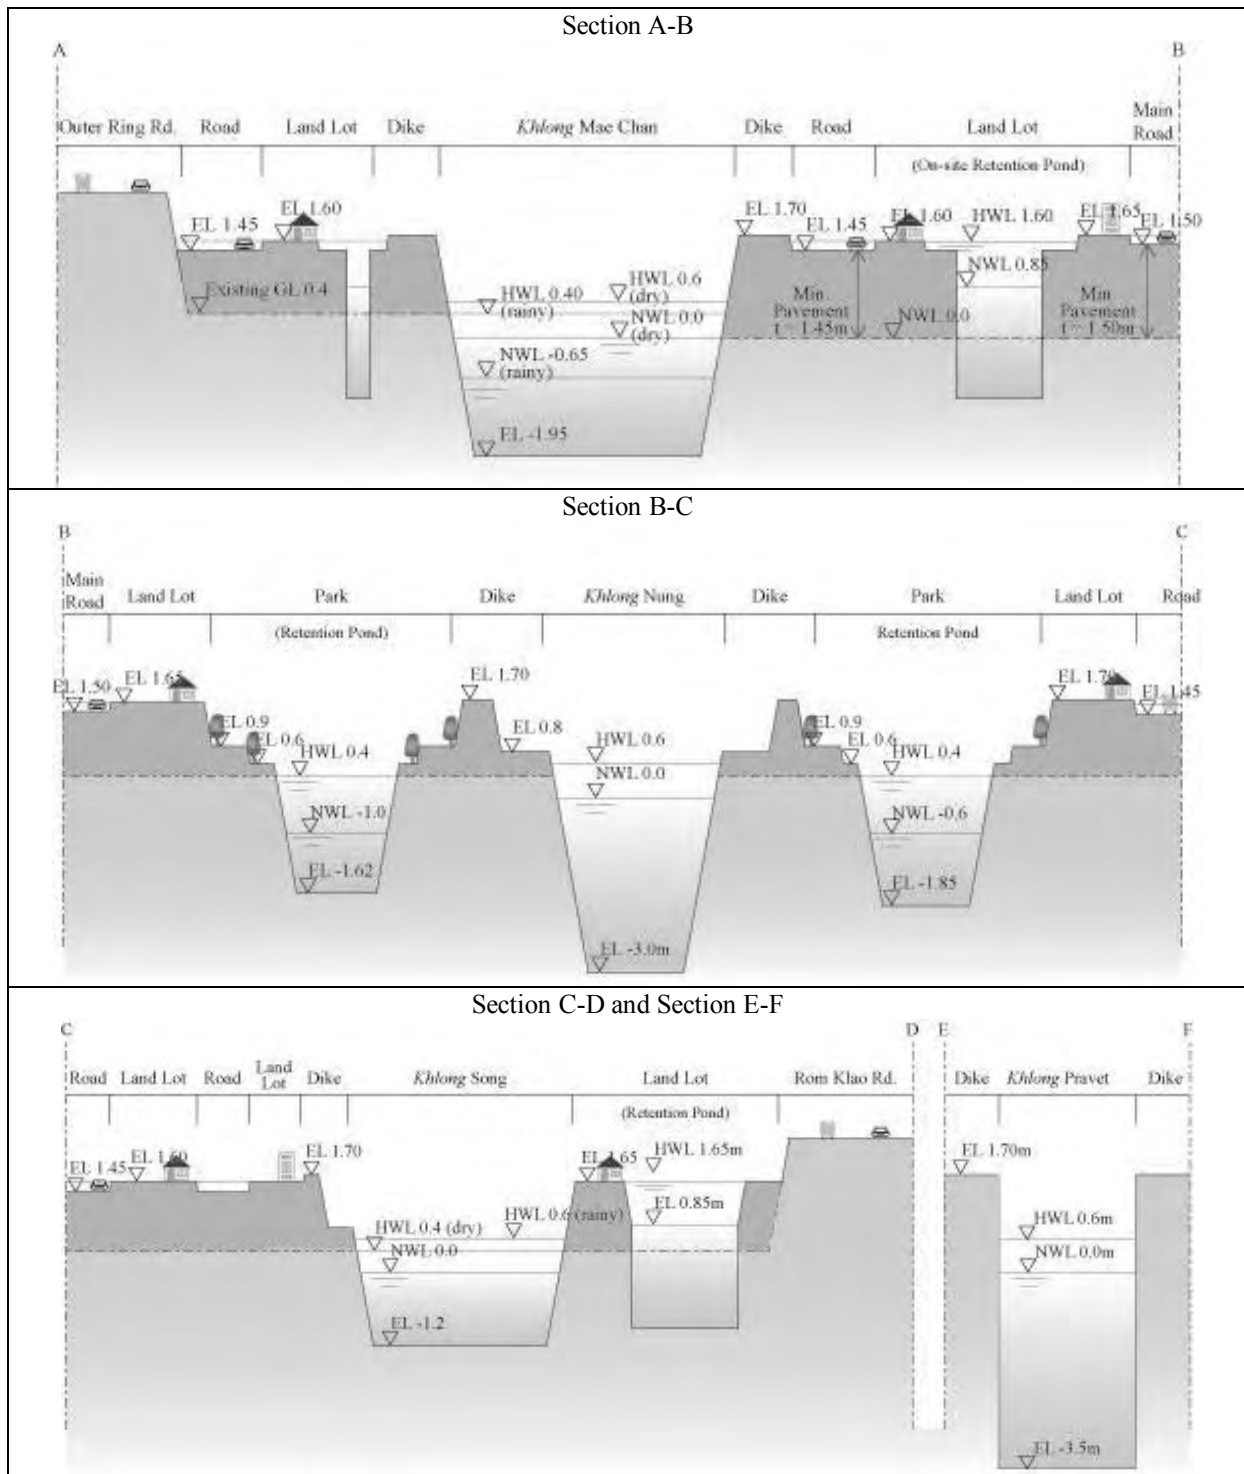 Section A-B
A
B
Outer Ring Rd.
Road
Land Lot
Dike
Khlong Mae Chan
Dike
Road
Land Lot
Main
Road
(On-site Retention Pond)
EL 1.45
EL 1.60
EL 1.70
EL 1.45
EL 1.60
HWL 1.60
EL 1.65
EL 1.50
Existing GL 0.4
HWL 0.40
(rainy)
HWL 0.6
(dry)
NWL 0.85
NWL 0.0
(dry)
Min.
Pavement
t = 1.45m
NWL 0.0
Min.
Pavement
t = 1.50m
NWL -0.65
(rainy)
EL -1.95
Section B-C
B
C
Main
Road
Land Lot
Park
Dike
Khlong Nung
Dike
Park
Land Lot
Road
(Retention Pond)
Retention Pond
EL 1.50
EL 1.65
EL 1.70
EL 1.70
EL 1.45
EL 0.9
EL 0.6
HWL 0.4
EL 0.8
HWL 0.6
EL 0.9
EL 0.6
HWL 0.4
NWL 0.0
NWL -1.0
NWL -0.6
EL -1.62
EL -1.85
EL -3.0m
Section C-D and Section E-F
C
D
E
F
Road
Land Lot
Road
Land
Lot
Dike
Khlong Song
Land Lot
Rom Klao Rd.
Dike
Khlong Pravet
Dike
(Retention Pond)
EL 1.45
EL 1.60
EL 1.70
EL 1.65
HWL 1.65m
EL 1.70m
EL 0.85m
HWL 0.4 (dry)
HWL 0.6 (rainy)
HWL 0.6m
NWL 0.0
NWL 0.0m
EL -1.2
EL -3.5m